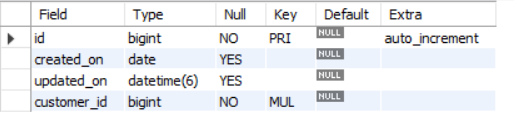 Field Type Null Key Default Extra
id bigint NO PRI NULL auto_increment
created_on date YES NULL
updated_on datetime(6) YES NULL
customer_id bigint NO MUL NULL